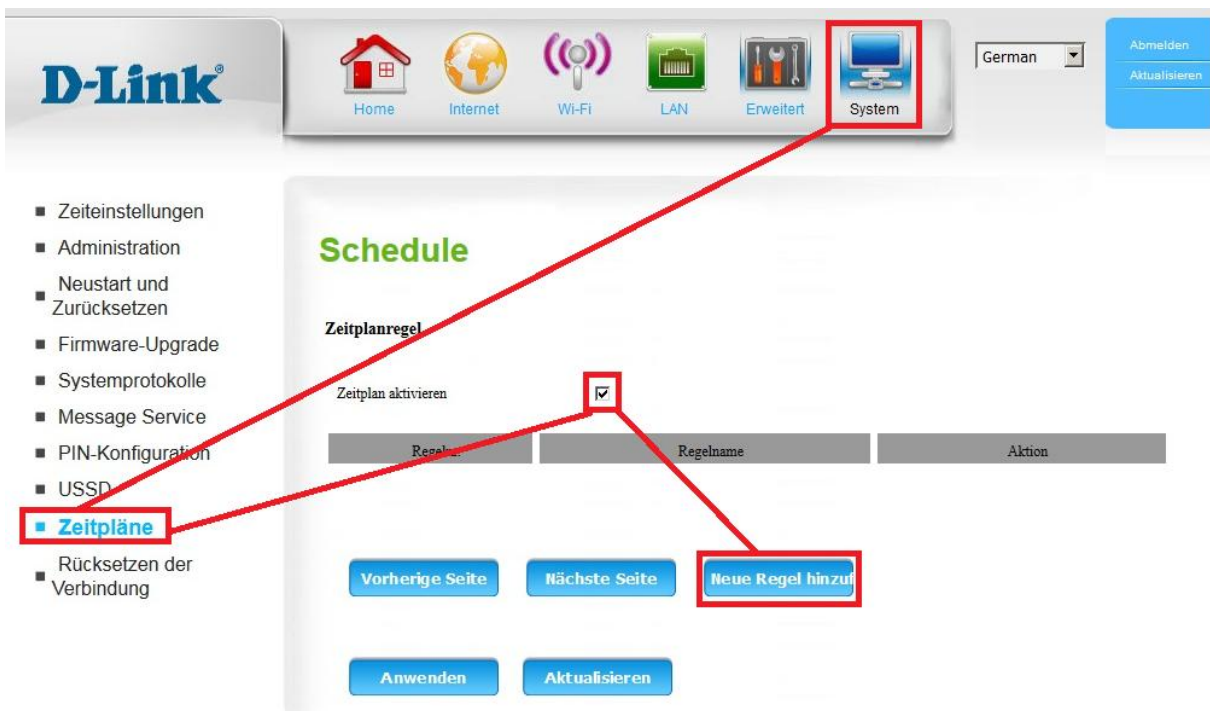 D-Link®
Home
Internet
Wi-Fi
LAN
Erweitert
System
German
Abmelden
Aktualisieren
Zeiteinstellungen
Administration
Neustart und
Zurücksetzen
Firmware-Upgrade
Systemprotokolle
Message Service
PIN-Konfiguration
USSD
Zeitpläne
Rücksetzen der
Verbindung
Schedule
Zeitplanregel
Zeitplan aktivieren
Regelname
Aktion
Vorherige Seite
Nächste Seite
Neue Regel hinzuf
Anwenden
Aktualisieren